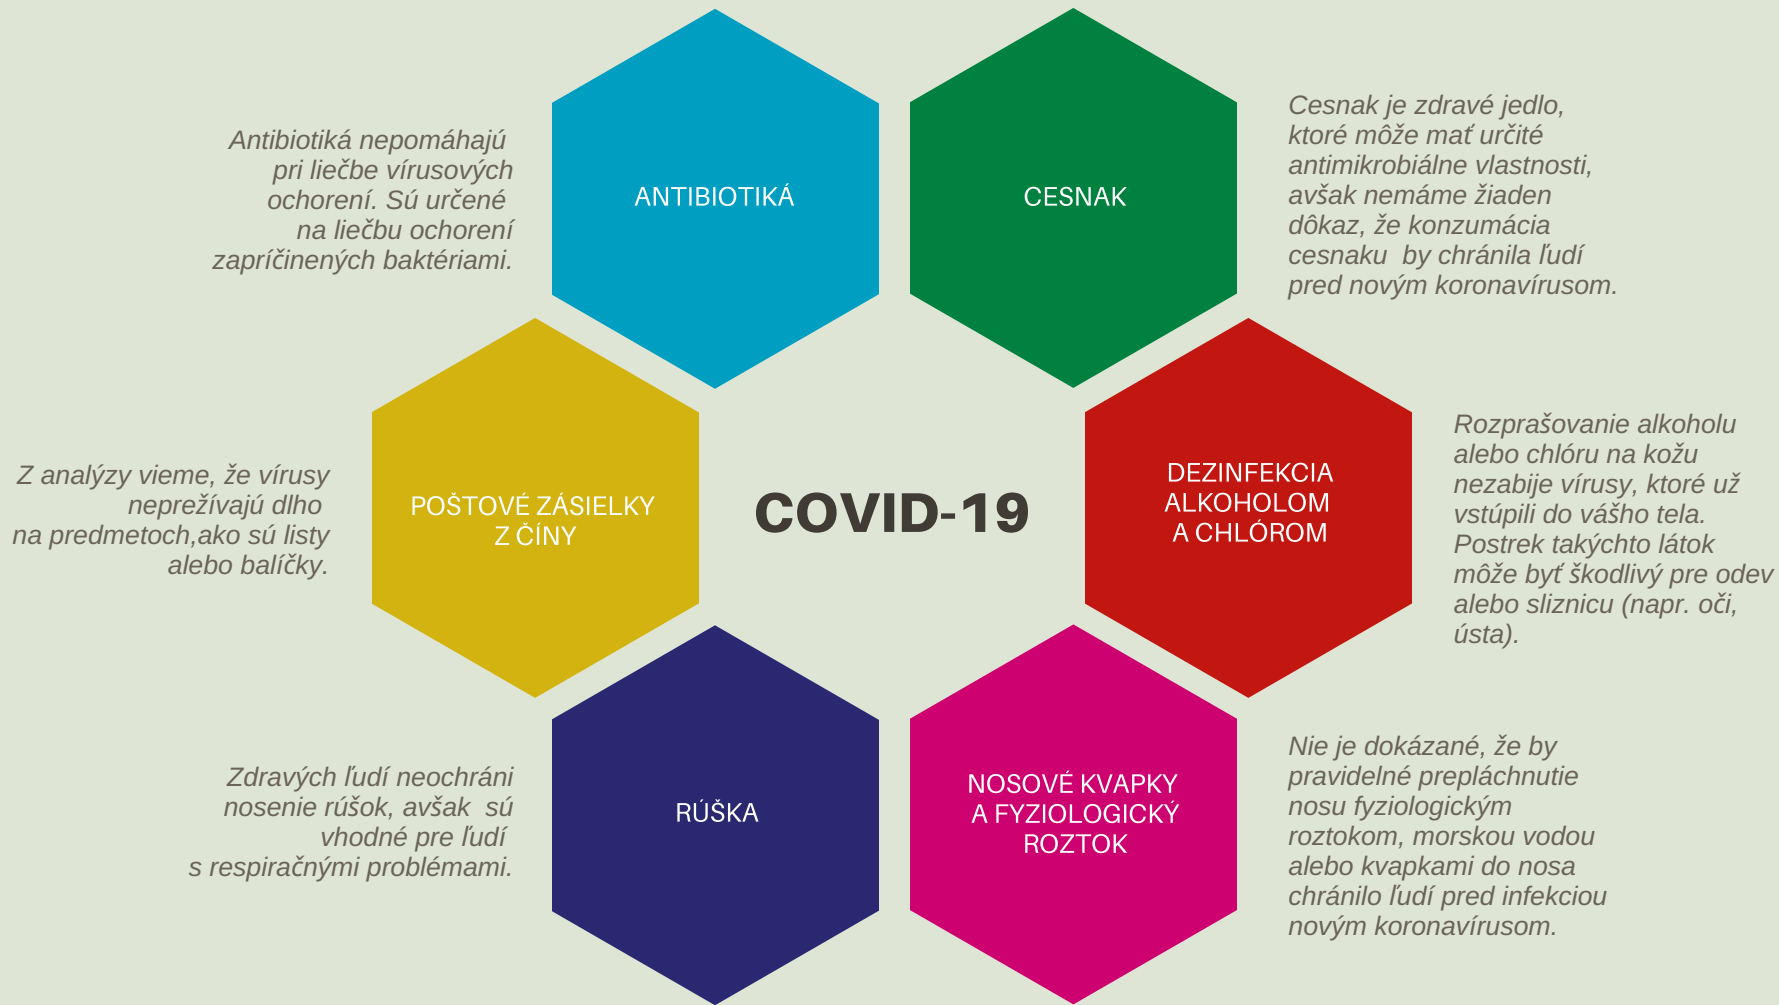 Antibiotiká nepomáhajú
pri liečbe vírusových
ochorení. Sú určené
na liečbu ochorení
zapríčinených baktériami.
ANTIBIOTIKÁ
CESNAK
Cesnak je zdravé jedlo,
ktoré môže mať určité
antimikrobiálne vlastnosti,
avšak nemáme žiaden
dôkaz, že konzumácia
cesnaku by chránila ľudí
pred novým koronavírusom.
Z analýzy vieme, že vírusy
neprežívajú dlho
na predmetoch,ako sú listy
alebo balíčky.
POŠTOVÉ ZÁSIELKY
Z ČÍNY
COVID-19
DEZINFEKCIA
ALKOHOLOM
A CHLÓROM
Rozprašovanie alkoholu
alebo chlóru na kožu
nezabije vírusy, ktoré už
vstúpili do vášho tela.
Postrek takýchto látok
môže byť škodlivý pre odev
alebo sliznicu (napr. oči,
ústa).
Zdravých ľudí neochráni
nosenie rúšok, avšak sú
vhodné pre ľudí
s respiračnými problémami.
RÚŠKA
NOSOVÉ KVAPKY
A FYZIOLOGICKÝ
ROZTOK
Nie je dokázané, že by
pravidelné prepláchnutie
nosu fyziologickým
roztokom, morskou vodou
alebo kvapkami do nosa
chránilo ľudí pred infekciou
novým koronavírusom.